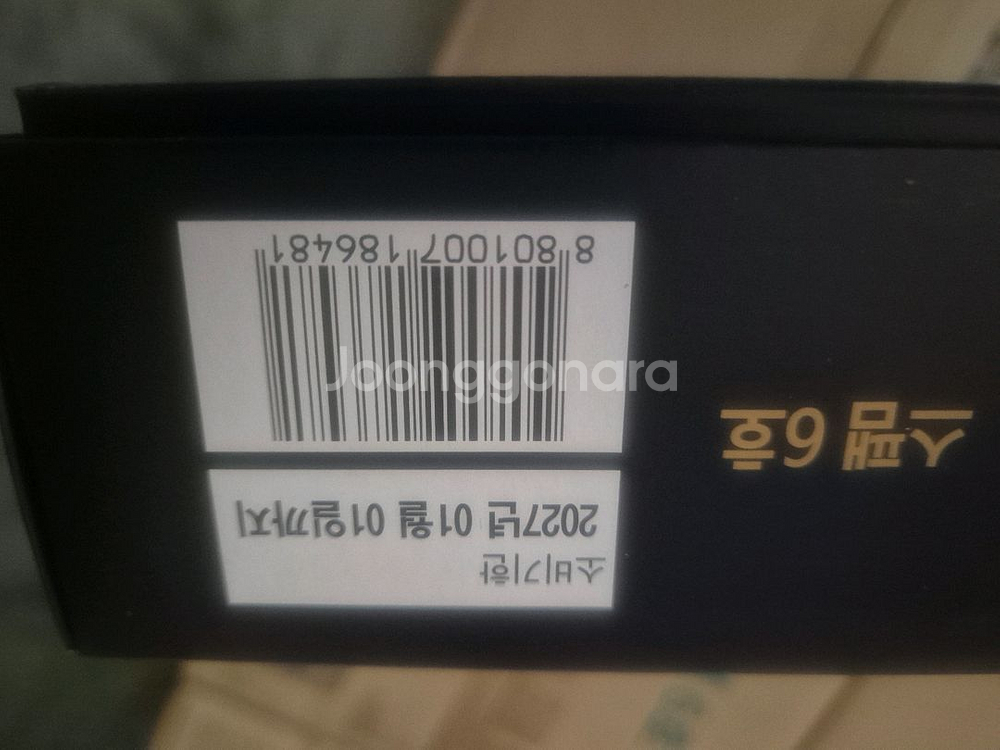 스팸 6호
소비기한
2027년 01월 01일까지
8 801007 186481
Joonggonara